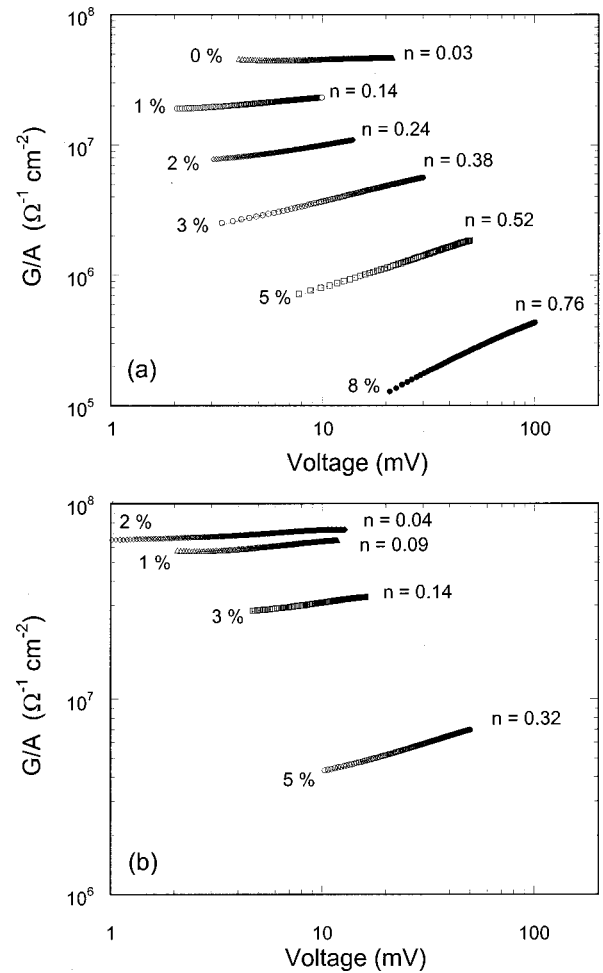 10⁸
0 %
n = 0.03
1 %
n = 0.14
10⁷
2 %
n = 0.24
3 %
n = 0.38
G/A (Ω⁻¹ cm⁻²)
10⁶
5 %
n = 0.52
8 %
n = 0.76
(a)
10⁵
1
10
100
Voltage (mV)
10⁸
2 %
n = 0.04
1 %
n = 0.09
3 %
n = 0.14
G/A (Ω⁻¹ cm⁻²)
10⁷
5 %
n = 0.32
(b)
10⁶
1
10
100
Voltage (mV)